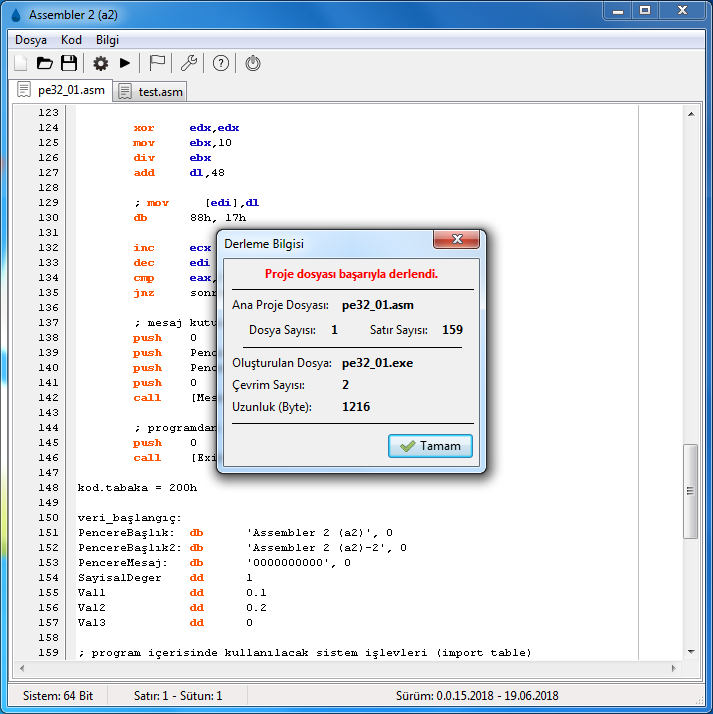 Assembler 2 (a2)
Dosya Kod Bilgi
pe32_01.asm test.asm
123
124 xor edx,edx
125 mov ebx,10
126 div ebx
127 add dl,48
128
129 ; mov [edi],dl
130 db 88h, 17h
131
132 inc ecx
133 dec edi
134 cmp eax,
135 jnz
136
137 ; mesaj
138 push 0
139 push
140 push
141 push 0
142 call
143
144 ;
145 push 0
146 call
147
148 kod.tabaka = 200h
149
150 veri_başlangıç:
151 PencereBaşlık: db 'Assembler 2 (a2)', 0
152 PencereBaşlık2: db 'Assembler 2 (a2)-2', 0
153 PencereMesaj: db '0000000000', 0
154 SayisalDeger dd 1
155 Val1 dd 0.1
156 Val2 dd 0.2
157 Val3 dd 0
158
159 ; program içerisinde kullanılacak sistem işlevleri (import table)
Derleme Bilgisi
Proje dosyası başarıyla derlendi.
Ana Proje Dosyası: pe32_01.asm
Dosya Sayısı: 1 Satır Sayısı: 159
Oluşturulan Dosya: pe32_01.exe
Çevrim Sayısı: 2
Uzunluk (Byte): 1216
Tamam
Sistem: 64 Bit Satır: 1 - Sütun: 1 Sürüm: 0.0.15.2018 - 19.06.2018